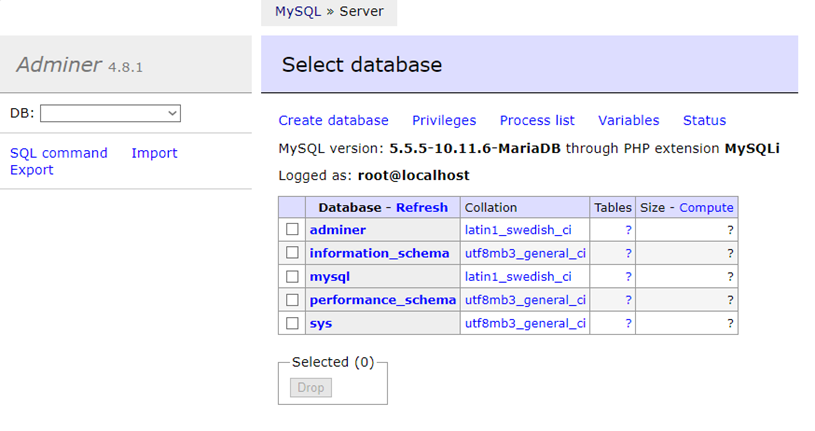 MySQL » Server
Adminer 4.8.1
Select database
DB:
SQL command Import
Export
Create database Privileges Process list Variables Status
MySQL version: 5.5.5-10.11.6-MariaDB through PHP extension MySQLi
Logged as: root@localhost
Database - Refresh Collation Tables Size - Compute
adminer latin1_swedish_ci ? ?
information_schema utf8mb3_general_ci ? ?
mysql latin1_swedish_ci ? ?
performance_schema utf8mb3_general_ci ? ?
sys utf8mb3_general_ci ? ?
Selected (0)
Drop